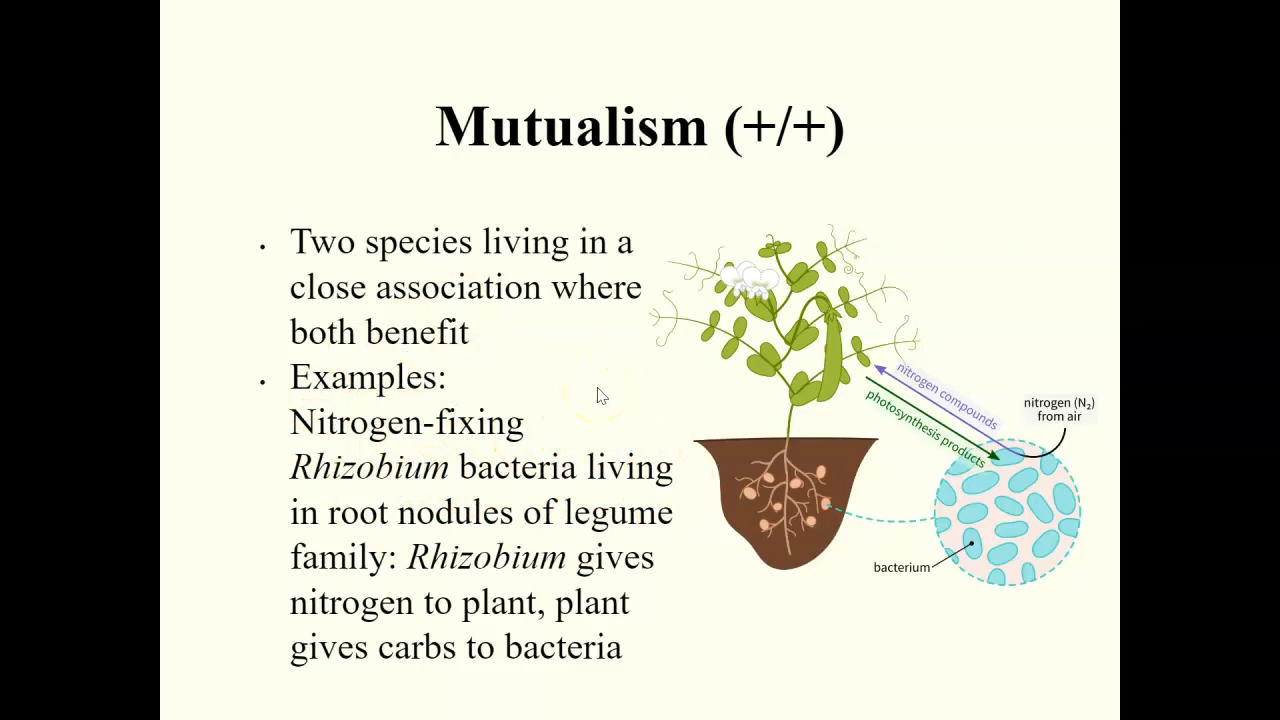 Mutualism (+/+)
• Two species living in a
close association where
both benefit
• Examples:
Nitrogen-fixing
Rhizobium bacteria living
in root nodules of legume
family: Rhizobium gives
nitrogen to plant, plant
gives carbs to bacteria
nitrogen compounds
photosynthesis products
nitrogen (N₂)
from air
bacterium